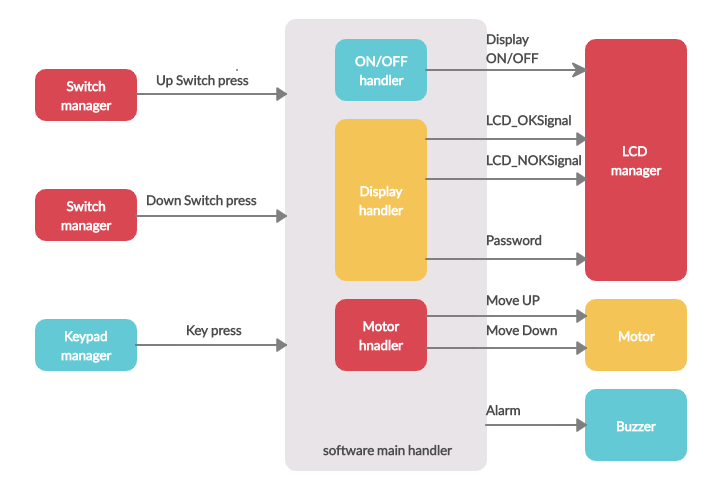 Switch
manager
Up Switch press
Switch
manager
Down Switch press
Keypad
manager
Key press
ON/OFF
handler
Display
handler
Motor
hnadler
software main handler
Display
ON/OFF
LCD_OKSignal
LCD_NOKSignal
Password
Move UP
Move Down
Alarm
LCD
manager
Motor
Buzzer